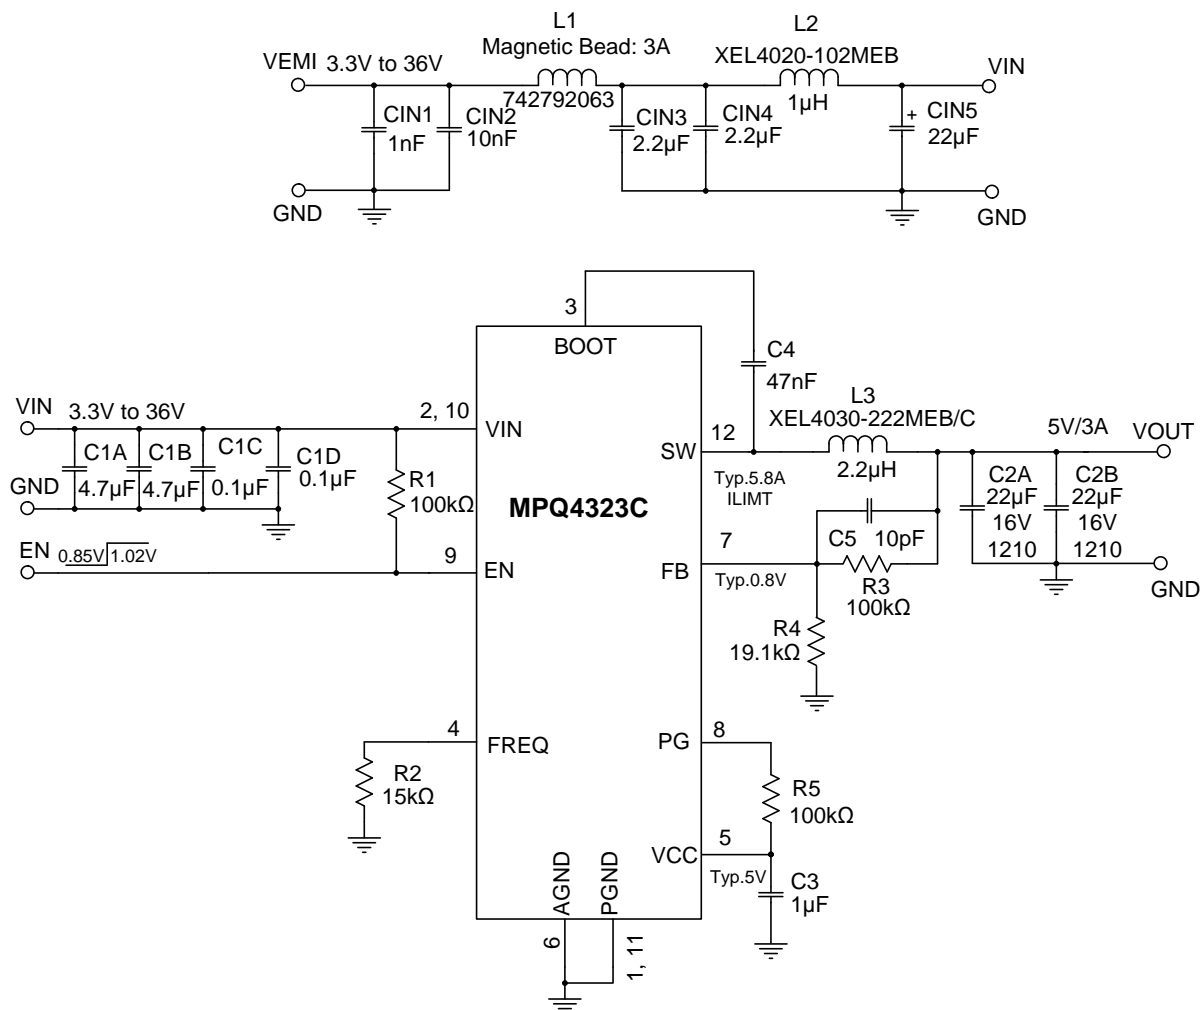 L1
Magnetic Bead: 3A
742792063
L2
XEL4020-102MEB
1µH
VEMI
3.3V to 36V
VIN
CIN1
1nF
CIN2
10nF
CIN3
2.2µF
CIN4
2.2µF
+
CIN5
22µF
GND
GND
3
BOOT
C4
47nF
VIN
3.3V to 36V
2, 10
VIN
C1A
4.7µF
C1B
4.7µF
C1C
0.1µF
C1D
0.1µF
GND
R1
100kΩ
EN
0.85V
1.02V
9
EN
MPQ4323C
SW
12
Typ.5.8A
ILIMT
L3
XEL4030-222MEB/C
2.2µH
5V/3A
VOUT
C2A
22µF
16V
1210
C2B
22µF
16V
1210
GND
7
FB
Typ.0.8V
C5
10pF
R3
100kΩ
R4
19.1kΩ
4
FREQ
R2
15kΩ
8
PG
R5
100kΩ
5
VCC
Typ.5V
C3
1µF
AGND
PGND
6
1, 11